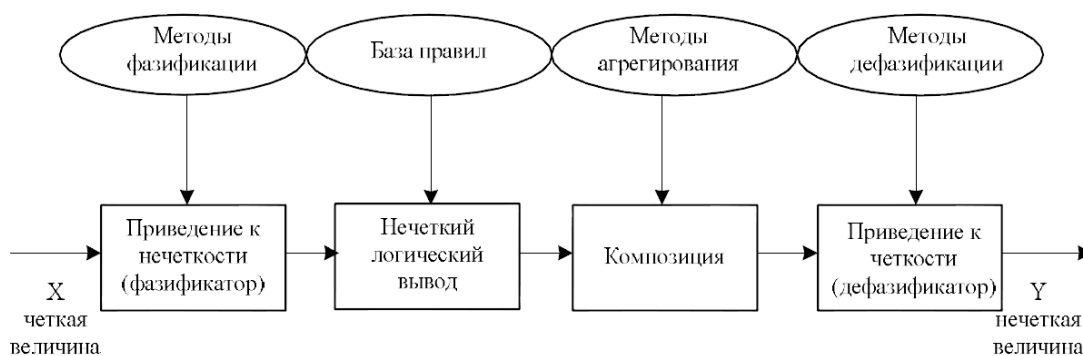 Методы
фазификации
База правил
Методы
агрегирования
Методы
дефазификации
Приведение к
нечеткости
(фазификатор)
Нечеткий
логический
вывод
Композиция
Приведение к
четкости
(дефазификатор)
X
четкая
величина
Y
нечеткая
величина